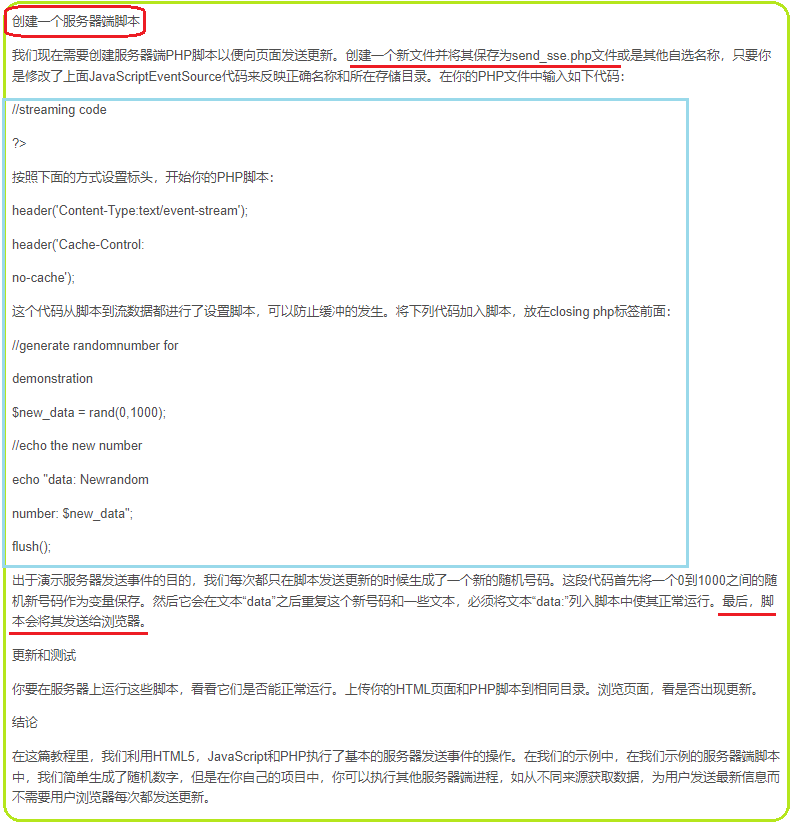 创建一个服务器端脚本
我们现在需要创建服务器端PHP脚本以便向页面发送更新。创建一个新文件并将其保存为send_sse.php文件或是其他自选名称，只要你
是修改了上面JavaScriptEventSource代码来反映正确名称和所在存储目录。在你的PHP文件中输入如下代码：
//streaming code
?>
按照下面的方式设置标头，开始你的PHP脚本：
header('Content-Type:text/event-stream');
header('Cache-Control:
no-cache');
这个代码从脚本到流数据都进行了设置脚本，可以防止缓冲的发生。将下列代码加入脚本，放在closing php标签前面：
//generate randomnumber for
demonstration
$new_data = rand(0,1000);
//echo the new number
echo "data: Newrandom
number: $new_data";
flush();
出于演示服务器发送事件的目的，我们每次都只在脚本发送更新的时候生成了一个新的随机号码。这段代码首先将一个0到1000之间的随
机新号码作为变量保存。然后它会在文本“data”之后重复这个新号码和一些文本，必须将文本“data:”列入脚本中使其正常运行。最后，脚
本会将其发送给浏览器。
更新和测试
你要在服务器上运行这些脚本，看看它们是否能正常运行。上传你的HTML页面和PHP脚本到相同目录。浏览页面，看是否出现更新。
结论
在这篇教程里，我们利用HTML5，JavaScript和PHP执行了基本的服务器发送事件的操作。在我们的示例中，在我们示例的服务器端脚本
中，我们简单生成了随机数字，但是在你自己的项目中，你可以执行其他服务器端进程，如从不同来源获取数据，为用户发送最新信息而
不需要用户浏览器每次都发送更新。